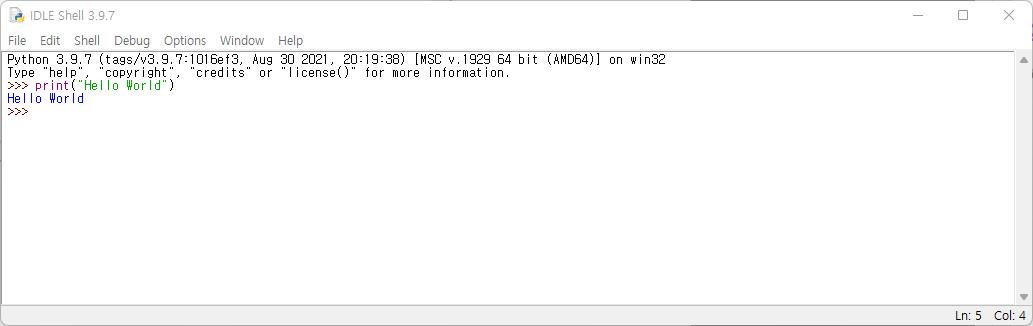 IDLE Shell 3.9.7
File Edit Shell Debug Options Window Help
Python 3.9.7 (tags/v3.9.7:1016ef3, Aug 30 2021, 20:19:38) [MSC v.1929 64 bit (AMD64)] on win32
Type "help", "copyright", "credits" or "license()" for more information.
>>> print("Hello World")
Hello World
>>>
Ln: 5 Col: 4